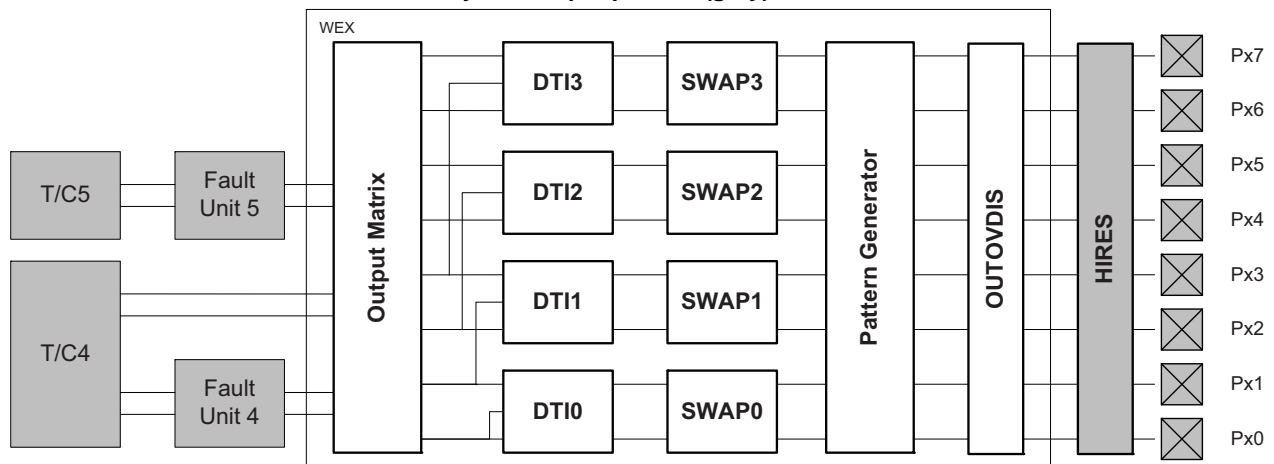 WEX
DTI3
SWAP3
DTI2
SWAP2
DTI1
SWAP1
DTI0
SWAP0
Output Matrix
Pattern Generator
OUTOVDIS
HIRES
T/C5
Fault
Unit 5
T/C4
Fault
Unit 4
Px7
Px6
Px5
Px4
Px3
Px2
Px1
Px0